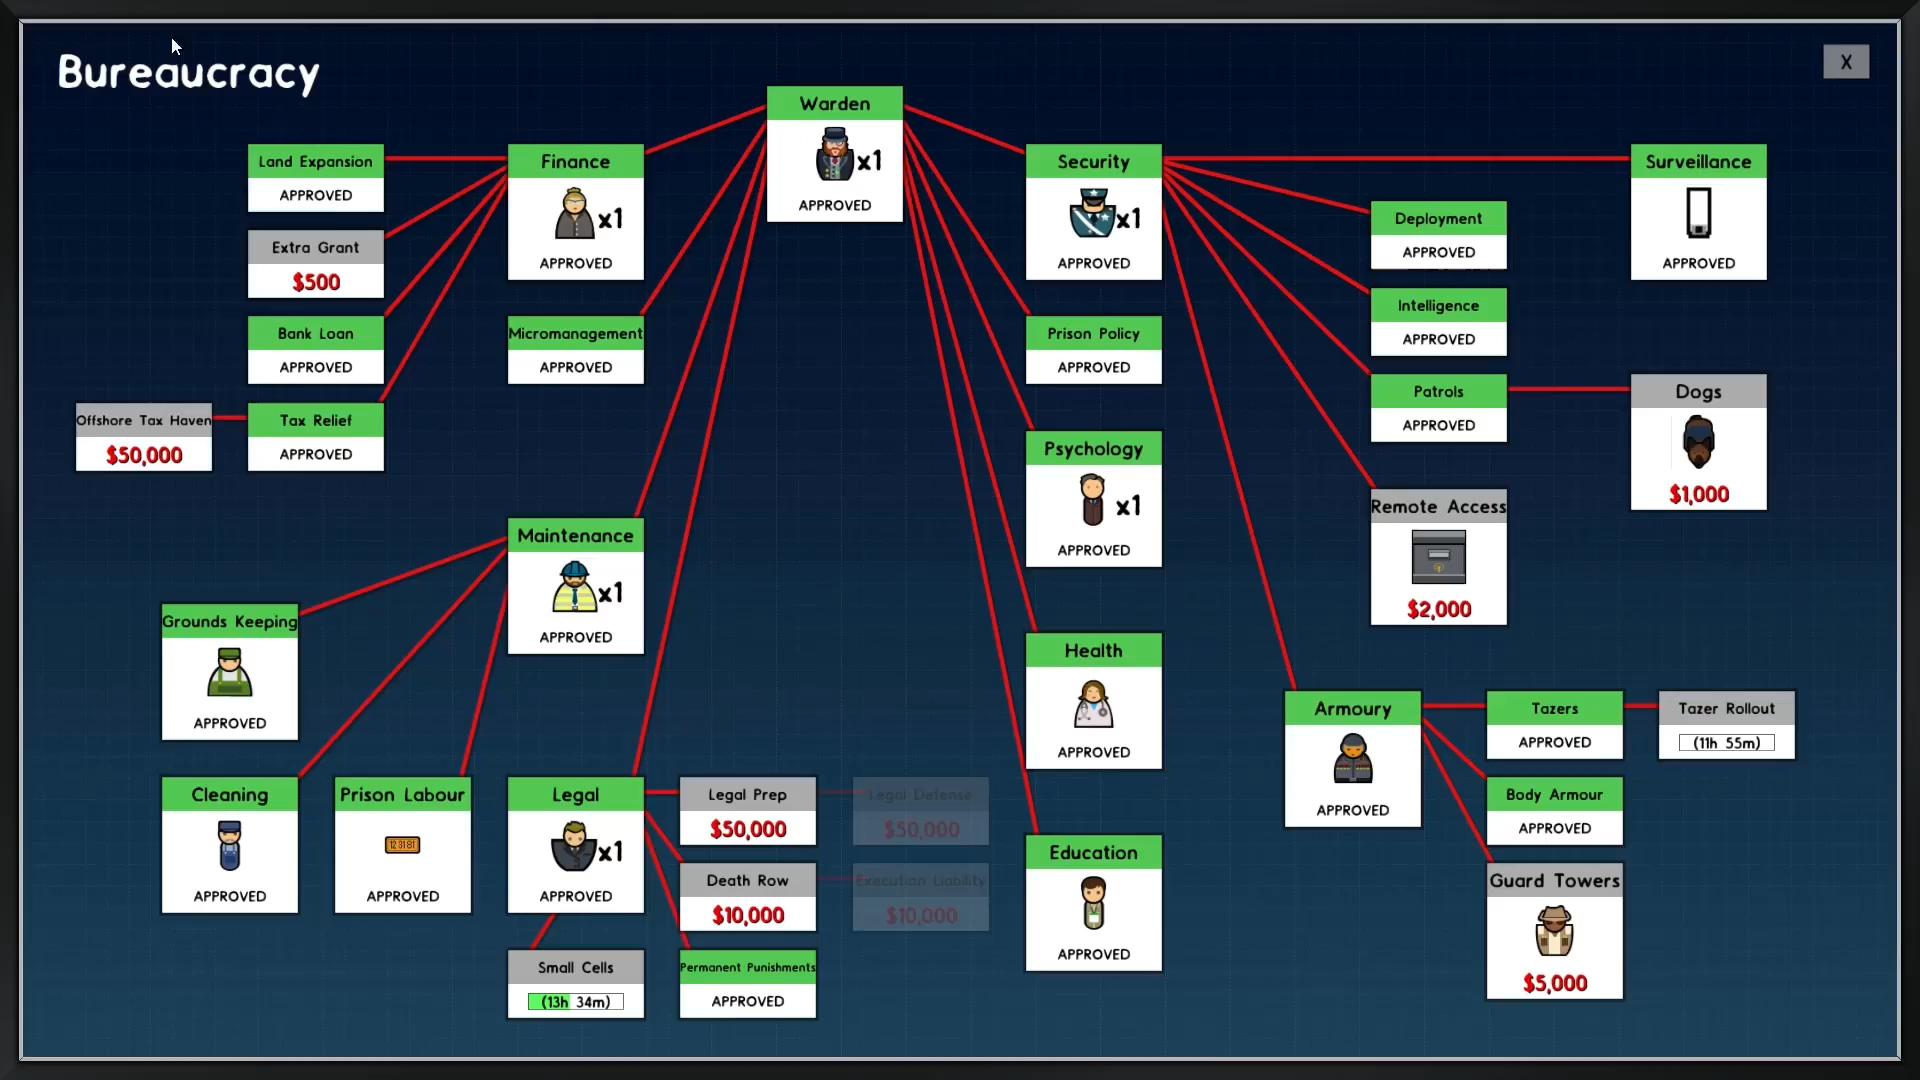 Bureaucracy
X
Warden
x1
APPROVED
Land Expansion
APPROVED
Finance
x1
APPROVED
Security
x1
APPROVED
Surveillance
APPROVED
Deployment
APPROVED
Extra Grant
$500
Intelligence
APPROVED
Bank Loan
APPROVED
Micromanagement
APPROVED
Prison Policy
APPROVED
Patrols
APPROVED
Dogs
$1,000
Offshore Tax Haven
$50,000
Tax Relief
APPROVED
Psychology
x1
APPROVED
Remote Access
$2,000
Maintenance
x1
APPROVED
Grounds Keeping
APPROVED
Health
APPROVED
Armoury
APPROVED
Tazers
APPROVED
Tazer Rollout
(11h 55m)
Cleaning
APPROVED
Prison Labour
123181
APPROVED
Legal
x1
APPROVED
Legal Prep
$50,000
Legal Defense
$50,000
Body Armour
APPROVED
Death Row
$10,000
Execution Liability
$10,000
Education
APPROVED
Guard Towers
$5,000
Small Cells
(13h 34m)
Permanent Punishments
APPROVED